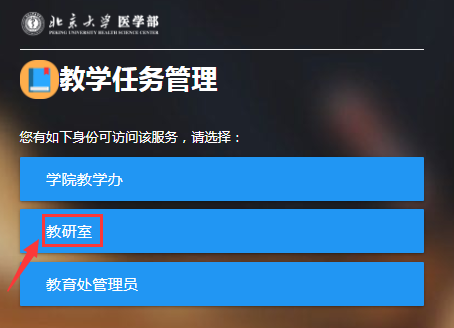 北京大学医学部
PEKING UNIVERSITY HEALTH SCIENCE CENTER
教学任务管理
您有如下身份可访问该服务，请选择：
学院教学办
教研室
教育处管理员